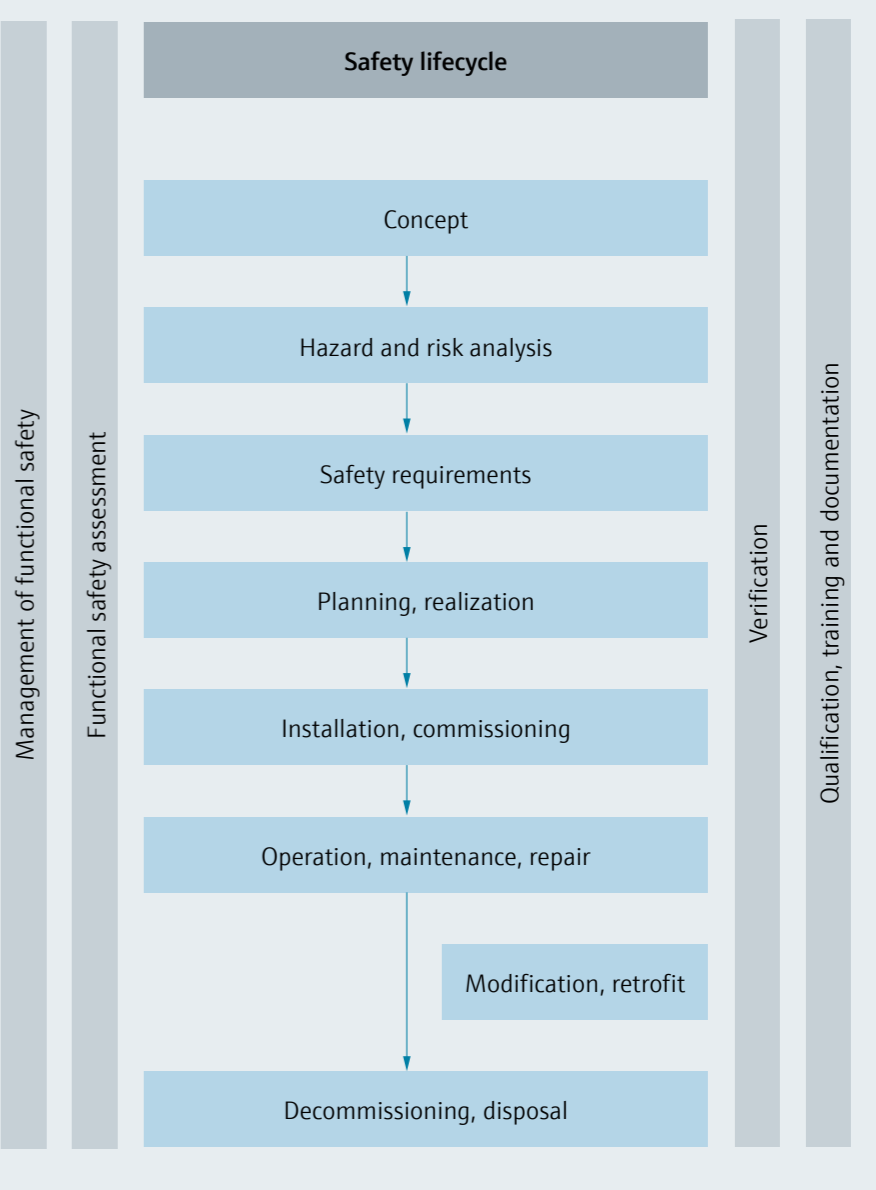 Safety lifecycle
Management of functional safety
Functional safety assessment
Concept
Hazard and risk analysis
Safety requirements
Planning, realization
Installation, commissioning
Operation, maintenance, repair
Modification, retrofit
Decommissioning, disposal
Verification
Qualification, training and documentation